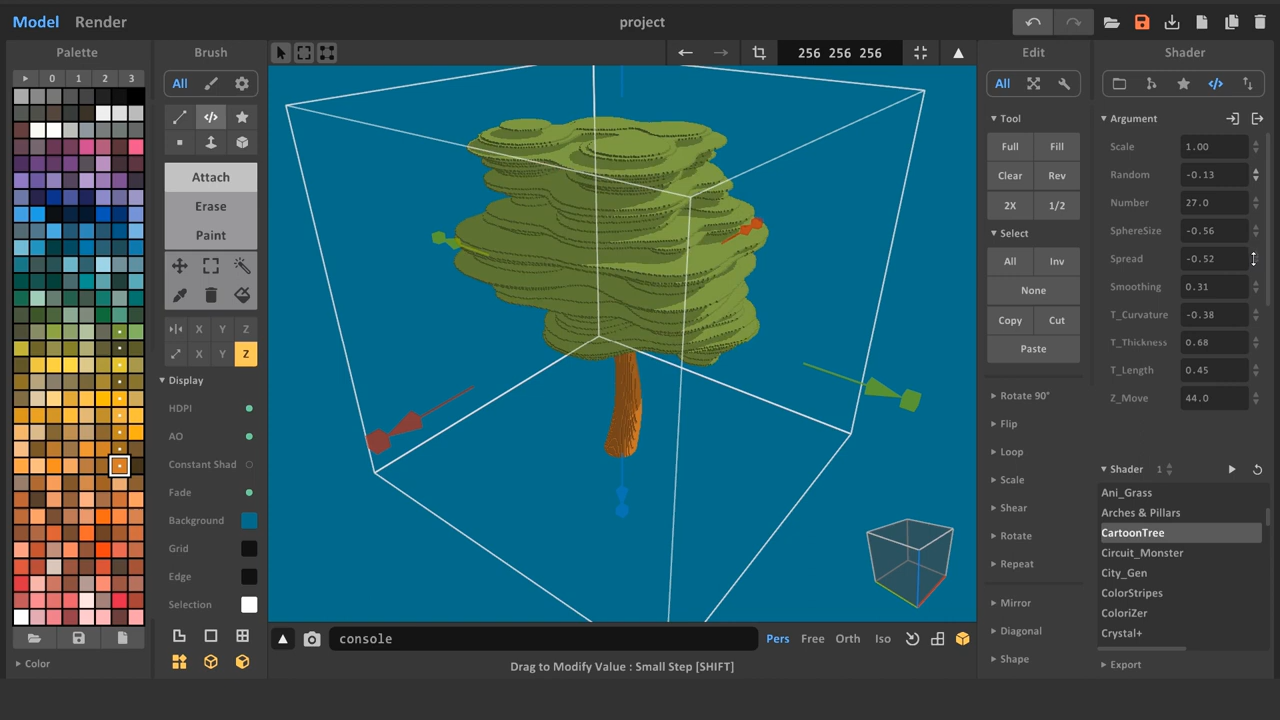 Model Render project
Palette Brush 256 256 256 Edit Shader
0 1 2 3 All All
Tool Argument
Attach Full Fill Scale 1.00
Erase Clear Rev Random -0.13
Paint 2X 1/2 Number 27.0
Select SphereSize -0.56
All Inv Spread -0.52
None Smoothing 0.31
X Y Z Copy Cut T_Curvature -0.38
X Y Z Paste T_Thickness 0.68
Display T_Length 0.45
HDPI Rotate 90° Z_Move 44.0
AO Flip
Constant Shad Loop
Fade Scale Shader 1
Background Shear Ani_Grass
Grid Rotate Arches & Pillars
Edge Repeat CartoonTree
Selection Mirror Circuit_Monster
Diagonal City_Gen
Shape ColorStripes
ColoriZer
Crystal+
console Pers Free Orth Iso
Color Drag to Modify Value : Small Step [SHIFT] Export